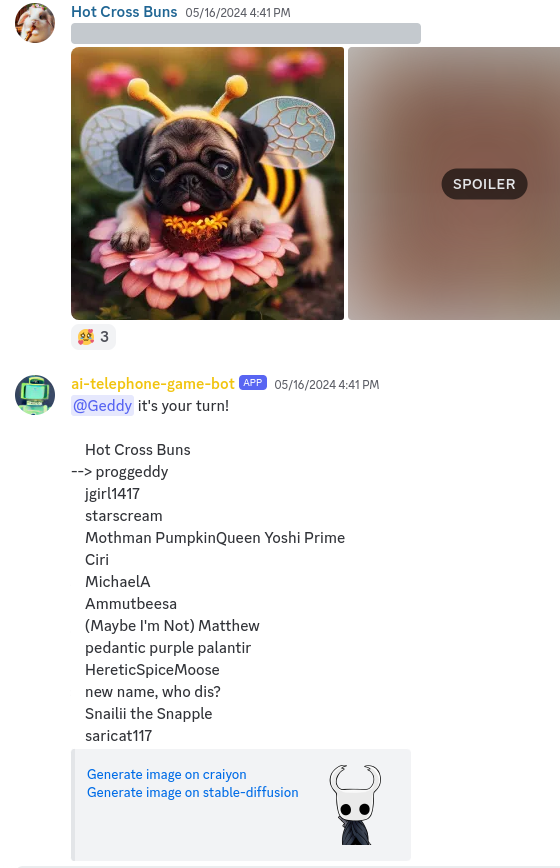 Hot Cross Buns 05/16/2024 4:41 PM
SPOILER
3
ai-telephone-game-bot APP 05/16/2024 4:41 PM
@Geddy it's your turn!
Hot Cross Buns
--> proggeddy
jgirl1417
starscream
Mothman PumpkinQueen Yoshi Prime
Ciri
MichaelA
Ammutbeesa
(Maybe I'm Not) Matthew
pedantic purple palantir
HereticSpiceMoose
new name, who dis?
Snailii the Snapple
saricat117
Generate image on craiyon
Generate image on stable-diffusion